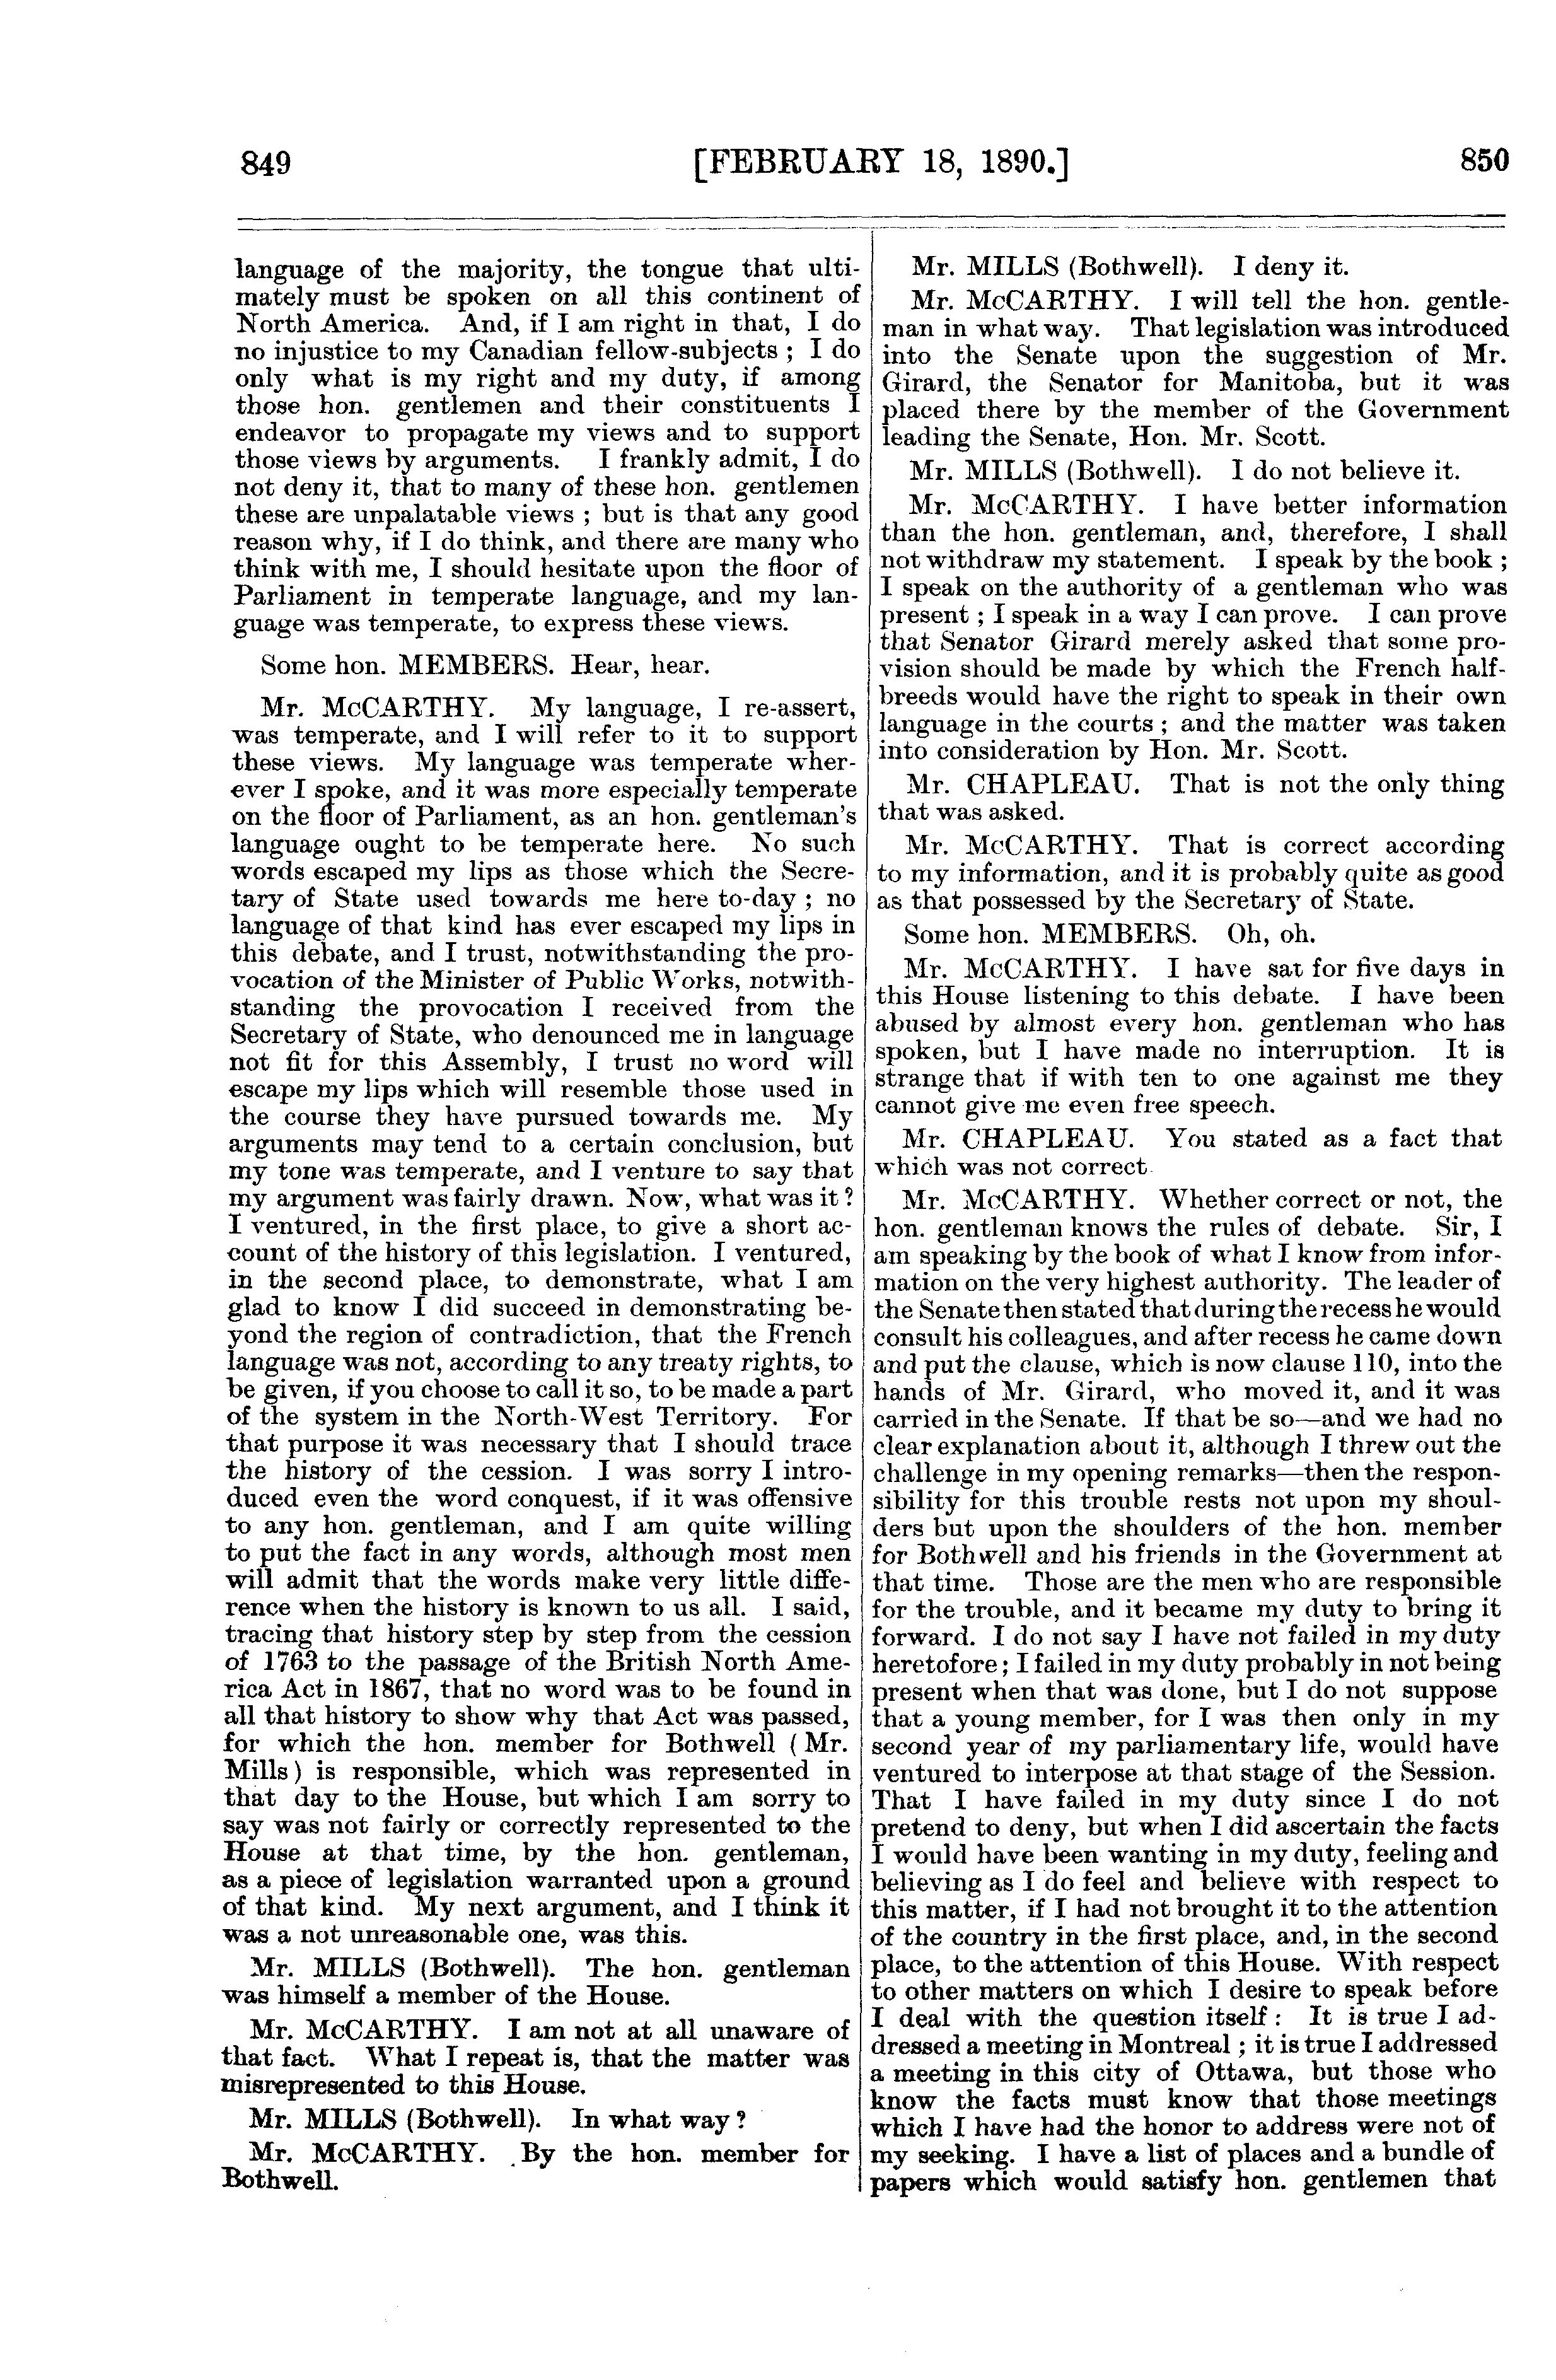 849
[FEBRUARY 18, 1890.]
850
language of the majority, the tongue that ulti-
mately must be spoken on all this continent of
North America. And, if I am right in that, I do
no injustice to my Canadian fellow-subjects ; I do
only what is my right and my duty, if among
those hon. gentlemen and their constituents I
endeavor to propagate my views and to support
those views by arguments. I frankly admit, I do
not deny it, that to many of these hon. gentlemen
these are unpalatable views ; but is that any good
reason why, if I do think, and there are many who
think with me, I should hesitate upon the floor of
Parliament in temperate language, and my lan-
guage was temperate, to express these views.
Some hon. MEMBERS. Hear, hear.
Mr. McCARTHY. My language, I re-assert,
was temperate, and I will refer to it to support
these views. My language was temperate wher-
ever I spoke, and it was more especially temperate
on the floor of Parliament, as an hon. gentleman's
language ought to be temperate here. No such
words escaped my lips as those which the Secre-
tary of State used towards me here to-day ; no
language of that kind has ever escaped my lips in
this debate, and I trust, notwithstanding the pro-
vocation of the Minister of Public Works, notwith-
standing the provocation I received from the
Secretary of State, who denounced me in language
not fit for this Assembly, I trust no word will
escape my lips which will resemble those used in
the course they have pursued towards me. My
arguments may tend to a certain conclusion, but
my tone was temperate, and I venture to say that
my argument was fairly drawn. Now, what was it ?
I ventured, in the first place, to give a short ac-
count of the history of this legislation. I ventured,
in the second place, to demonstrate, what I am
glad to know I did succeed in demonstrating be-
yond the region of contradiction, that the French
language was not, according to any treaty rights, to
be given, if you choose to call it so, to be made a part
of the system in the North-West Territory. For
that purpose it was necessary that I should trace
the history of the cession. I was sorry I intro-
duced even the word conquest, if it was offensive
to any hon. gentleman, and I am quite willing
to put the fact in any words, although most men
will admit that the words make very little diffe-
rence when the history is known to us all. I said,
tracing that history step by step from the cession
of 1763 to the passage of the British North Ame-
rica Act in 1867, that no word was to be found in
all that history to show why that Act was passed,
for which the hon. member for Bothwell (Mr.
Mills) is responsible, which was represented in
that day to the House, but which I am sorry to
say was not fairly or correctly represented to the
House at that time, by the hon. gentleman,
as a piece of legislation warranted upon a ground
of that kind. My next argument, and I think it
was a not unreasonable one, was this.
Mr. MILLS (Bothwell). The hon. gentleman
was himself a member of the House.
Mr. McCARTHY. I am not at all unaware of
that fact. What I repeat is, that the matter was
misrepresented to this House.
Mr. MILLS (Bothwell). In what way ?
Mr. McCARTHY. By the hon. member for
Bothwell.
Mr. MILLS (Bothwell). I deny it.
Mr. McCARTHY. I will tell the hon. gentle-
man in what way. That legislation was introduced
into the Senate upon the suggestion of Mr.
Girard, the Senator for Manitoba, but it was
placed there by the member of the Government
leading the Senate, Hon. Mr. Scott.
Mr. MILLS (Bothwell). I do not believe it.
Mr. McCARTHY. I have better information
than the hon. gentleman, and, therefore, I shall
not withdraw my statement. I speak by the book ;
I speak on the authority of a gentleman who was
present ; I speak in a way I can prove. I can prove
that Senator Girard merely asked that some pro-
vision should be made by which the French half-
breeds would have the right to speak in their own
language in the courts ; and the matter was taken
into consideration by Hon. Mr. Scott.
Mr. CHAPLEAU. That is not the only thing
that was asked.
Mr. McCARTHY. That is correct according
to my information, and it is probably quite as good
as that possessed by the Secretary of State.
Some hon. MEMBERS. Oh, oh.
Mr. McCARTHY. I have sat for five days in
this House listening to this debate. I have been
abused by almost every hon. gentleman who has
spoken, but I have made no interruption. It is
strange that if with ten to one against me they
cannot give me even free speech.
Mr. CHAPLEAU. You stated as a fact that
which was not correct
Mr. McCARTHY. Whether correct or not, the
hon. gentleman knows the rules of debate. Sir, I
am speaking by the book of what I know from infor-
mation on the very highest authority. The leader of
the Senate then stated that during the recess he would
consult his colleagues, and after recess he came down
and put the clause, which is now clause 110, into the
hands of Mr. Girard, who moved it, and it was
carried in the Senate. If that be so—and we had no
clear explanation about it, although I threw out the
challenge in my opening remarks—then the respon-
sibility for this trouble rests not upon my shoul-
ders but upon the shoulders of the hon. member
for Bothwell and his friends in the Government at
that time. Those are the men who are responsible
for the trouble, and it became my duty to bring it
forward. I do not say I have not failed in my duty
heretofore ; I failed in my duty probably in not being
present when that was done, but I do not suppose
that a young member, for I was then only in my
second year of my parliamentary life, would have
ventured to interpose at that stage of the Session.
That I have failed in my duty since I do not
pretend to deny, but when I did ascertain the facts
I would have been wanting in my duty, feeling and
believing as I do feel and believe with respect to
this matter, if I had not brought it to the attention
of the country in the first place, and, in the second
place, to the attention of this House. With respect
to other matters on which I desire to speak before
I deal with the question itself : It is true I ad-
dressed a meeting in Montreal ; it is true I addressed
a meeting in this city of Ottawa, but those who
know the facts must know that those meetings
which I have had the honor to address were not of
my seeking. I have a list of places and a bundle of
papers which would satisfy hon. gentlemen that